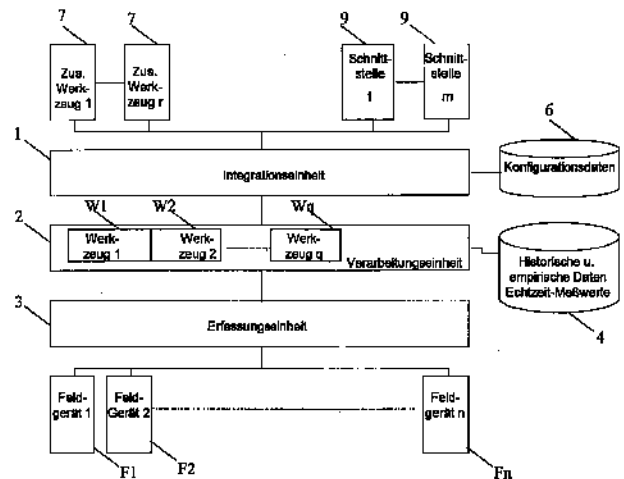 7
7
9
9
Zus.
Werk-
zeug 1
Zus.
Werk-
zeug r
Schnitt-
stelle
1
Schnitt-
stelle
m
1
6
Integrationseinheit
Konfigurationsdaten
W1
W2
Wq
2
Werk-
zeug 1
Werk-
zeug 2
Werk-
zeug q
Verarbeitungseinheit
Historische u.
empirische Daten
Echtzeit-Meßwerte
4
3
Erfassungseinheit
Feld-
gerät 1
Feld-
Gerät 2
Feld-
gerät n
F1
F2
Fn